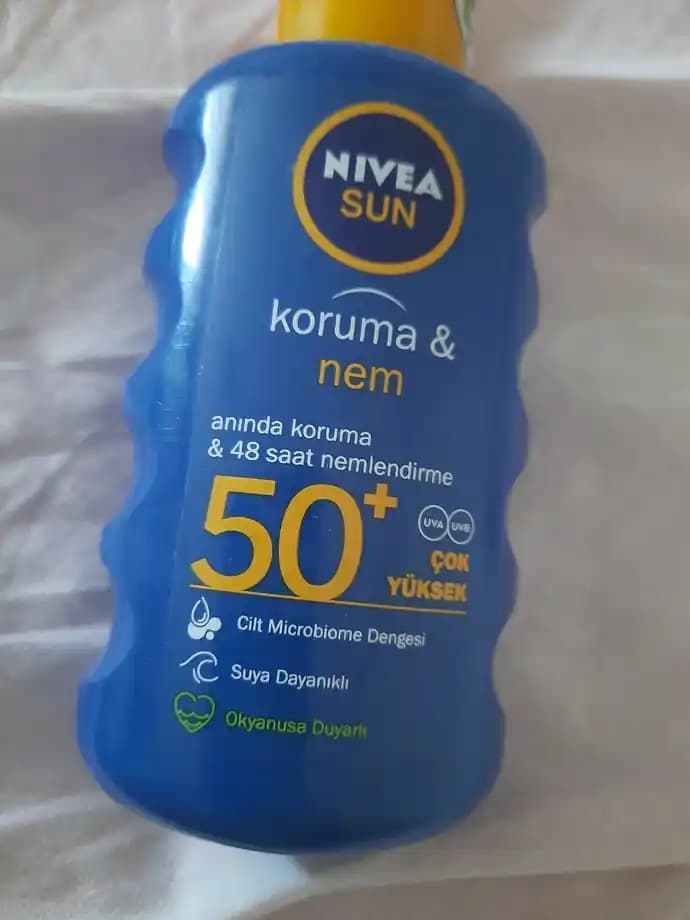 NIVEA
SUN
koruma &
nem
anında koruma
& 48 saat nemlendirme
50+
UVA UVB
ÇOK
YÜKSEK
Cilt Microbiome Dengesi
Suya Dayanıklı
Okyanusa Duyarlı